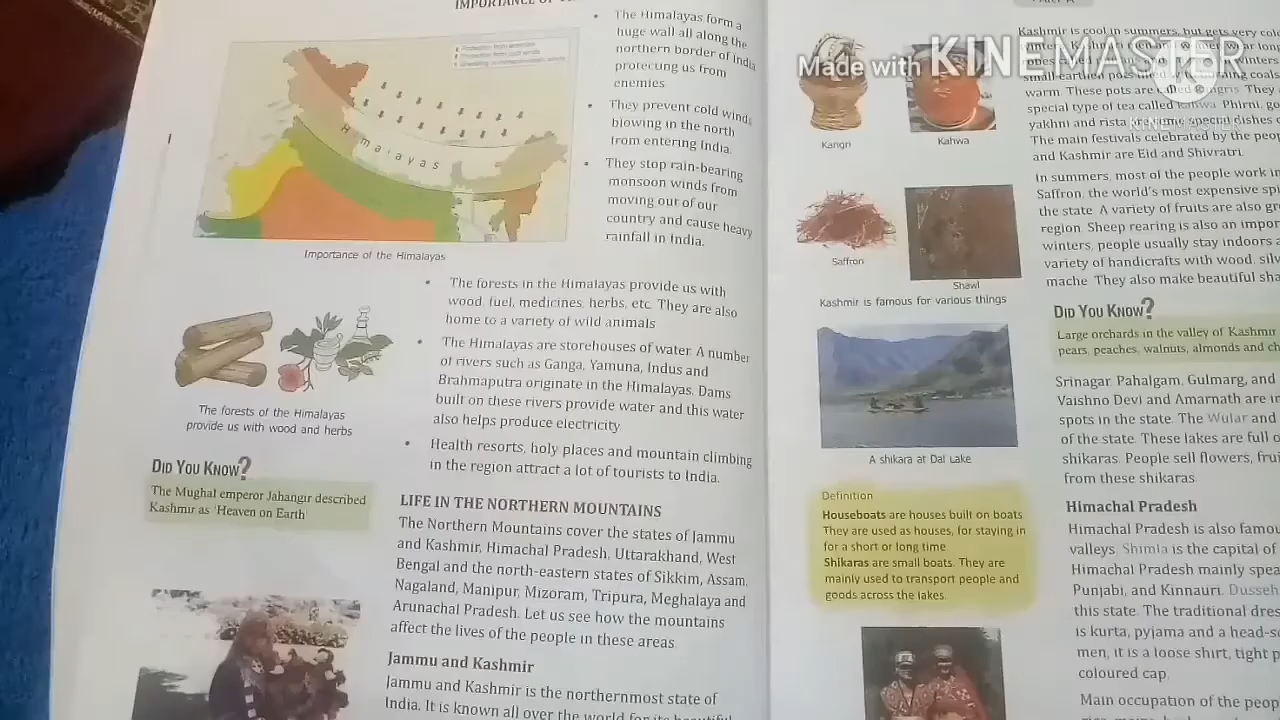 IMPORTANCE OF
Himalayas
Importance of the Himalayas
The Himalayas form a
huge wall all along the
northern border of India
protecting us from
enemies
They prevent cold winds
blowing in the north
from entering India.
They stop rain-bearing
monsoon winds from
moving out of our
country and cause heavy
rainfall in India.
The forests in the Himalayas provide us with
wood, fuel, medicines, herbs, etc. They are also
home to a variety of wild animals
The Himalayas are storehouses of water A number
of rivers such as Ganga, Yamuna, Indus and
Brahmaputra originate in the Himalayas. Dams
built on these rivers provide water and this water
also helps produce electricity
Health resorts, holy places and mountain climbing
in the region attract a lot of tourists to India.
The forests of the Himalayas
provide us with wood and herbs
DID YOU KNOW?
The Mughal emperor Jahangir described
Kashmir as 'Heaven on Earth'
LIFE IN THE NORTHERN MOUNTAINS
The Northern Mountains cover the states of Jammu
and Kashmir, Himachal Pradesh, Uttarakhand, West
Bengal and the north-eastern states of Sikkim, Assam,
Nagaland, Manipur, Mizoram, Tripura, Meghalaya and
Arunachal Pradesh. Let us see how the mountains
affect the lives of the people in these areas
Jammu and Kashmir
Jammu and Kashmir is the northernmost state of
India. It is known all over the world for its
Made with KINEMASTER
Kangri
Kahwa
Saffron
Shawl
Kashmir is famous for various things
A shikara at Dal Lake
Definition
Houseboats are houses built on boats
They are used as houses, for staying in
for a short or long time
Shikaras are small boats. They are
mainly used to transport people and
goods across the lakes.
Kashmir is cool in summers
warm. These pots are called They
special type of tea called Phirni,
yakhni and rista are some special dishes
The main festivals celebrated by the
and Kashmir are Eid and Shivratri
In summers, most of the people work
Saffron, the world's most expensive
the state A variety of fruits are also
region. Sheep rearing is also an
winters, people usually stay indoors
variety of handicrafts with wood,
mache. They also make beautiful
DID YOU KNOW?
Large orchards in the valley of Kashmir
pears, peaches, walnuts, almonds and
Srinagar, Pahalgam, Gulmarg, and
Vaishno Devi and Amarnath are
spots in the state. The Wular and
of the state. These lakes are full
shikaras. People sell flowers,
from these shikaras
Himachal Pradesh
Himachal Pradesh is also
valleys. Shimla is the capital of
Himachal Pradesh mainly
Punjabi, and Kinnauri.
this state. The traditional
is kurta, pyjama and a
men, it is a loose shirt, tight
coloured cap.
Main occupation of the